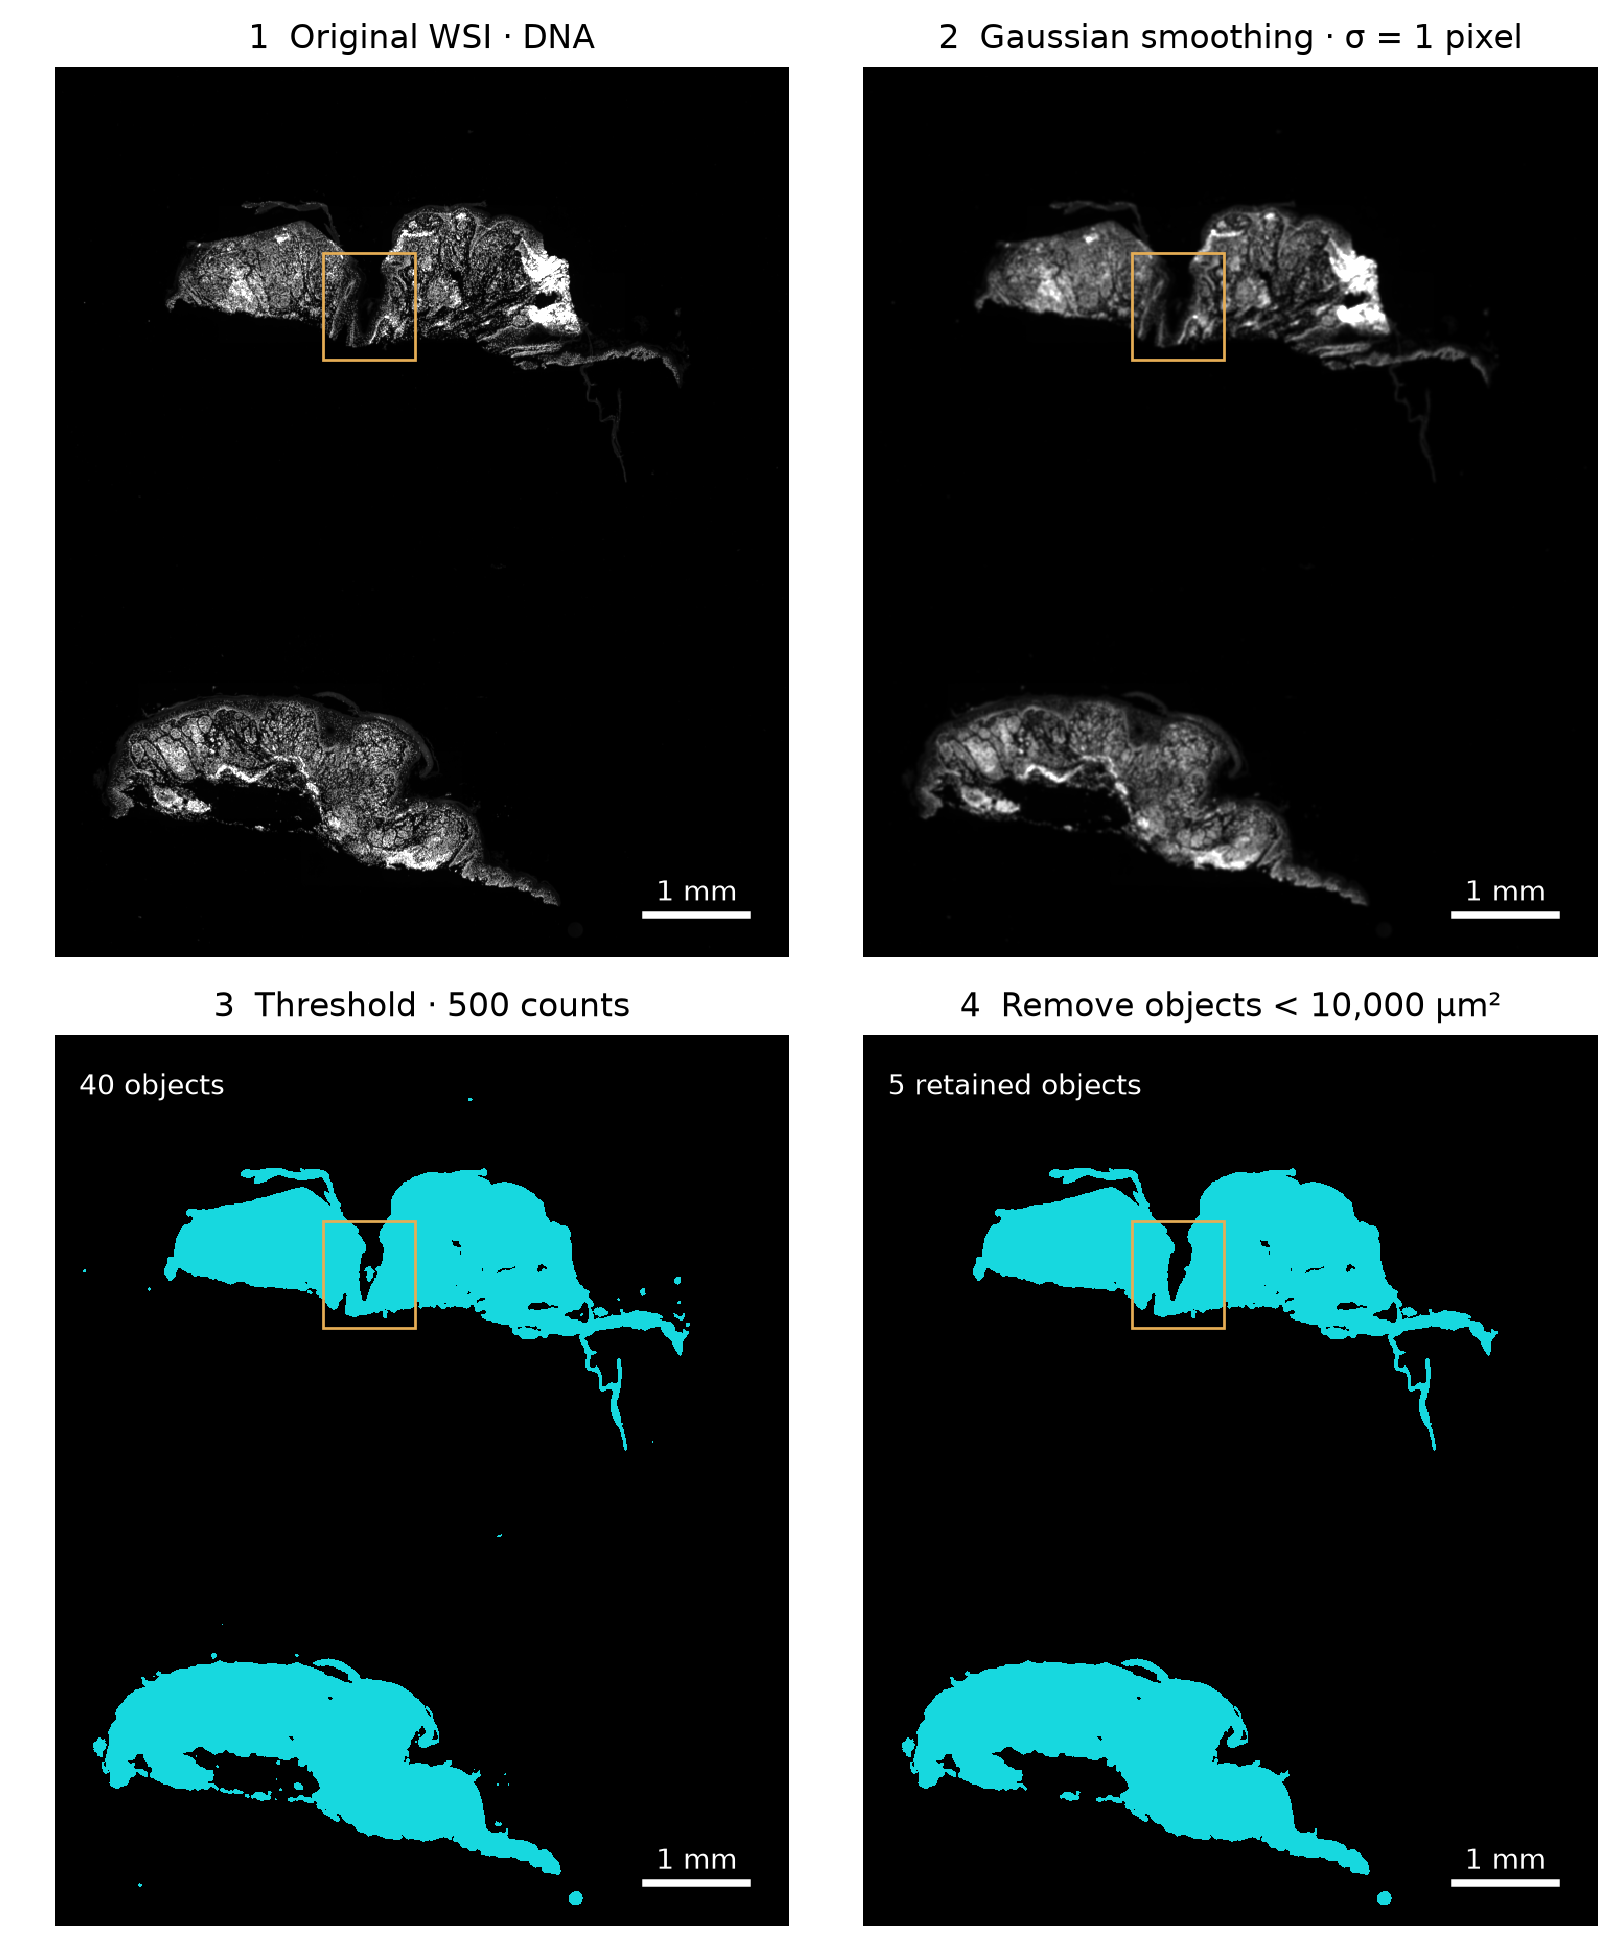 1 Original WSI · DNA
2 Gaussian smoothing · σ = 1 pixel
1 mm
1 mm
3 Threshold · 500 counts
4 Remove objects < 10,000 µm²
40 objects
5 retained objects
1 mm
1 mm